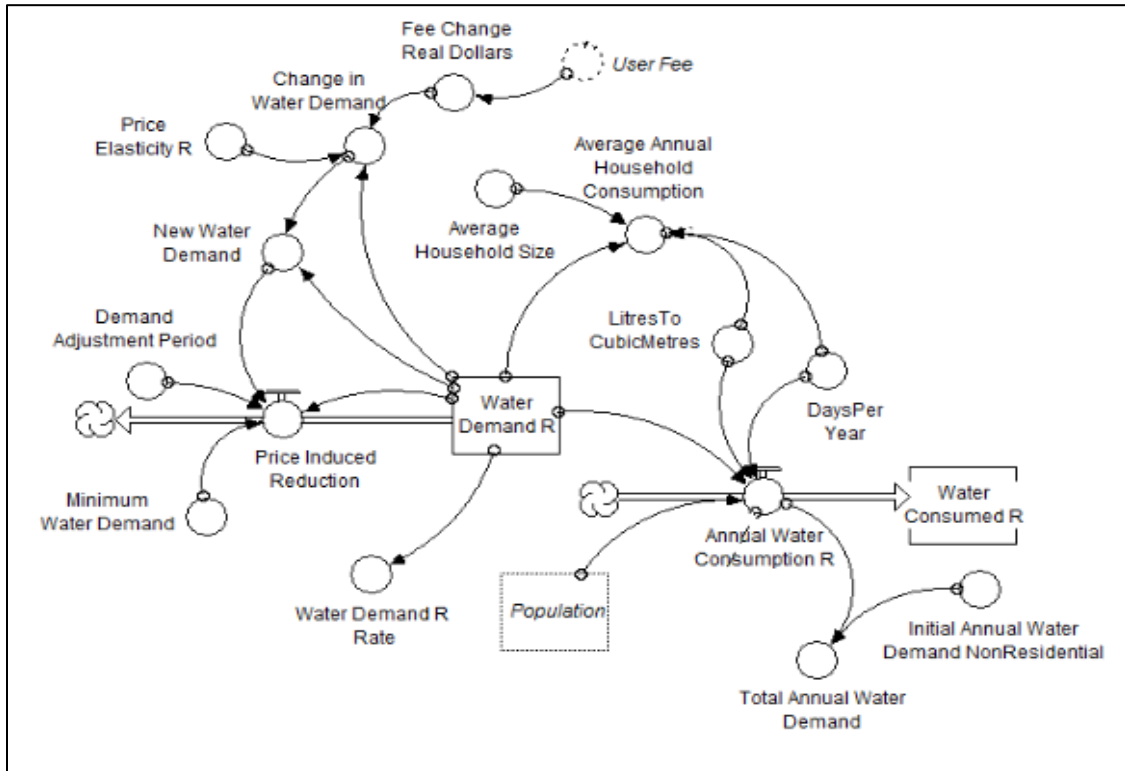 Fee Change
Real Dollars
User Fee
Change in
Water Demand
Price
Elasticity R
Average Annual
Household
Consumption
New Water
Demand
Average
Household Size
Demand
Adjustment Period
LitresTo
CubicMetres
Water
Demand R
DaysPer
Year
Price Induced
Reduction
Minimum
Water Demand
Water
Consumed R
Annual Water
Consumption R
Population
Water Demand R
Rate
Initial Annual Water
Demand NonResidential
Total Annual Water
Demand